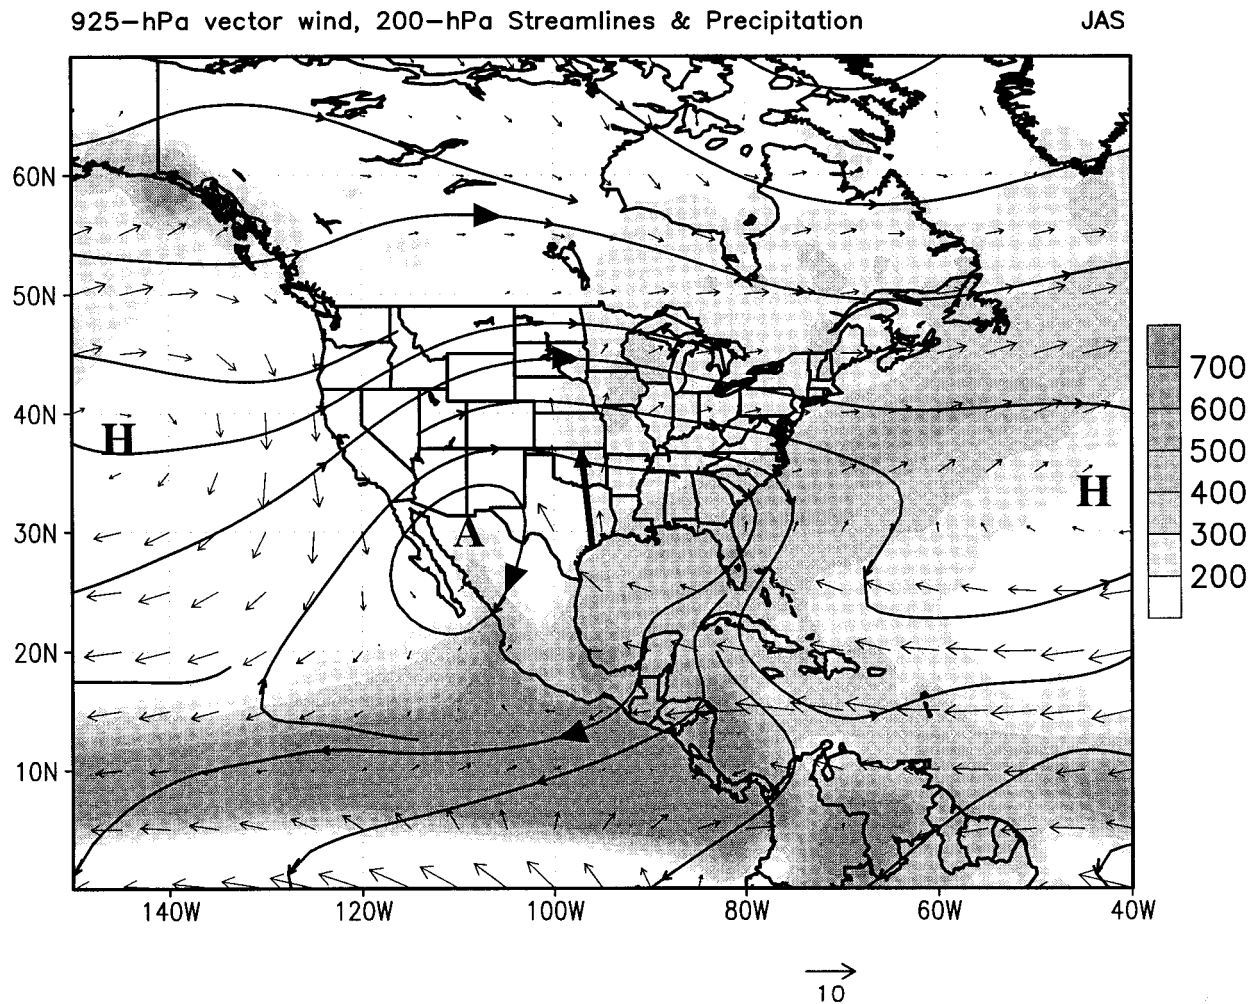 925-hPa vector wind, 200-hPa Streamlines & Precipitation JAS
60N
50N
H
40N
H
30N
A
20N
10N
700
600
500
400
300
200
140W 120W 100W 80W 60W 40W
10